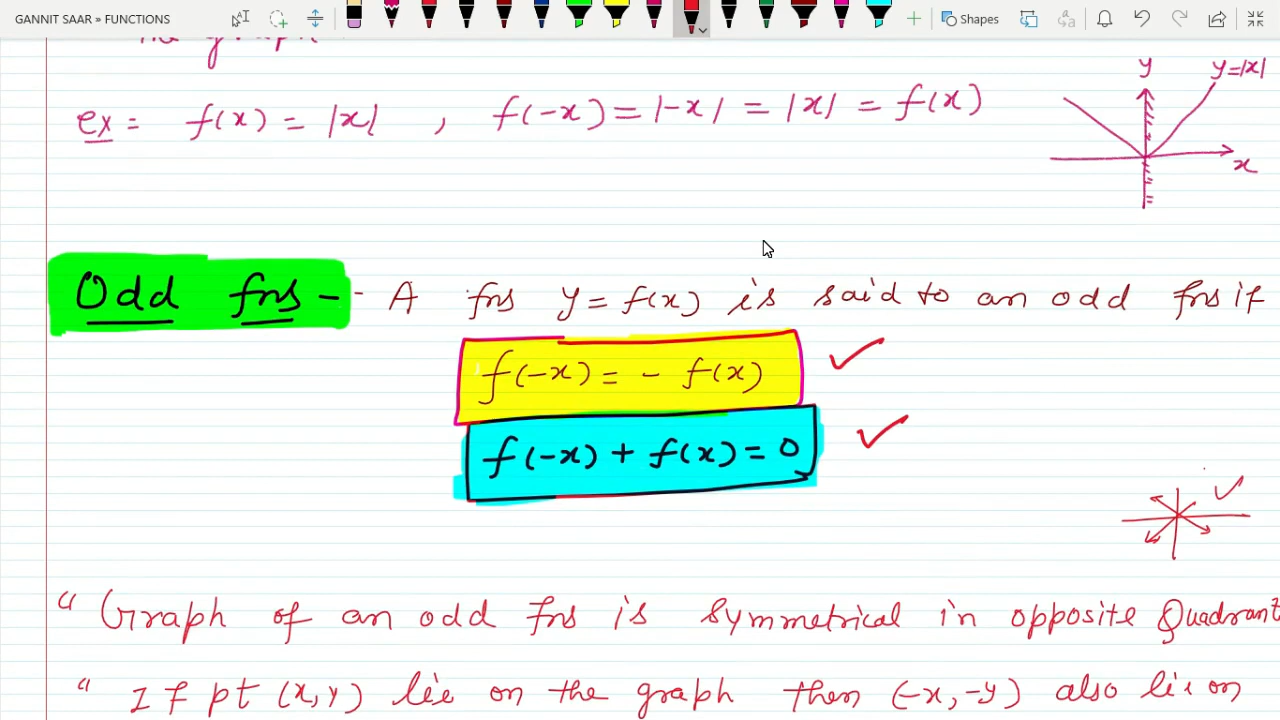 GANNIT SAAR » FUNCTIONS
Shapes
ex = f(x) = |x| , f(-x) = |-x| = |x| = f(x)
y
y=|x|
x
Odd fns - - A fns y = f(x) is said to an odd fns if
f(-x) = - f(x)
f(-x) + f(x) = 0
“ Graph of an odd fns is symmetrical in opposite Quadrant
“ If pt (x,y) lie on the graph then (-x,-y) also lie on